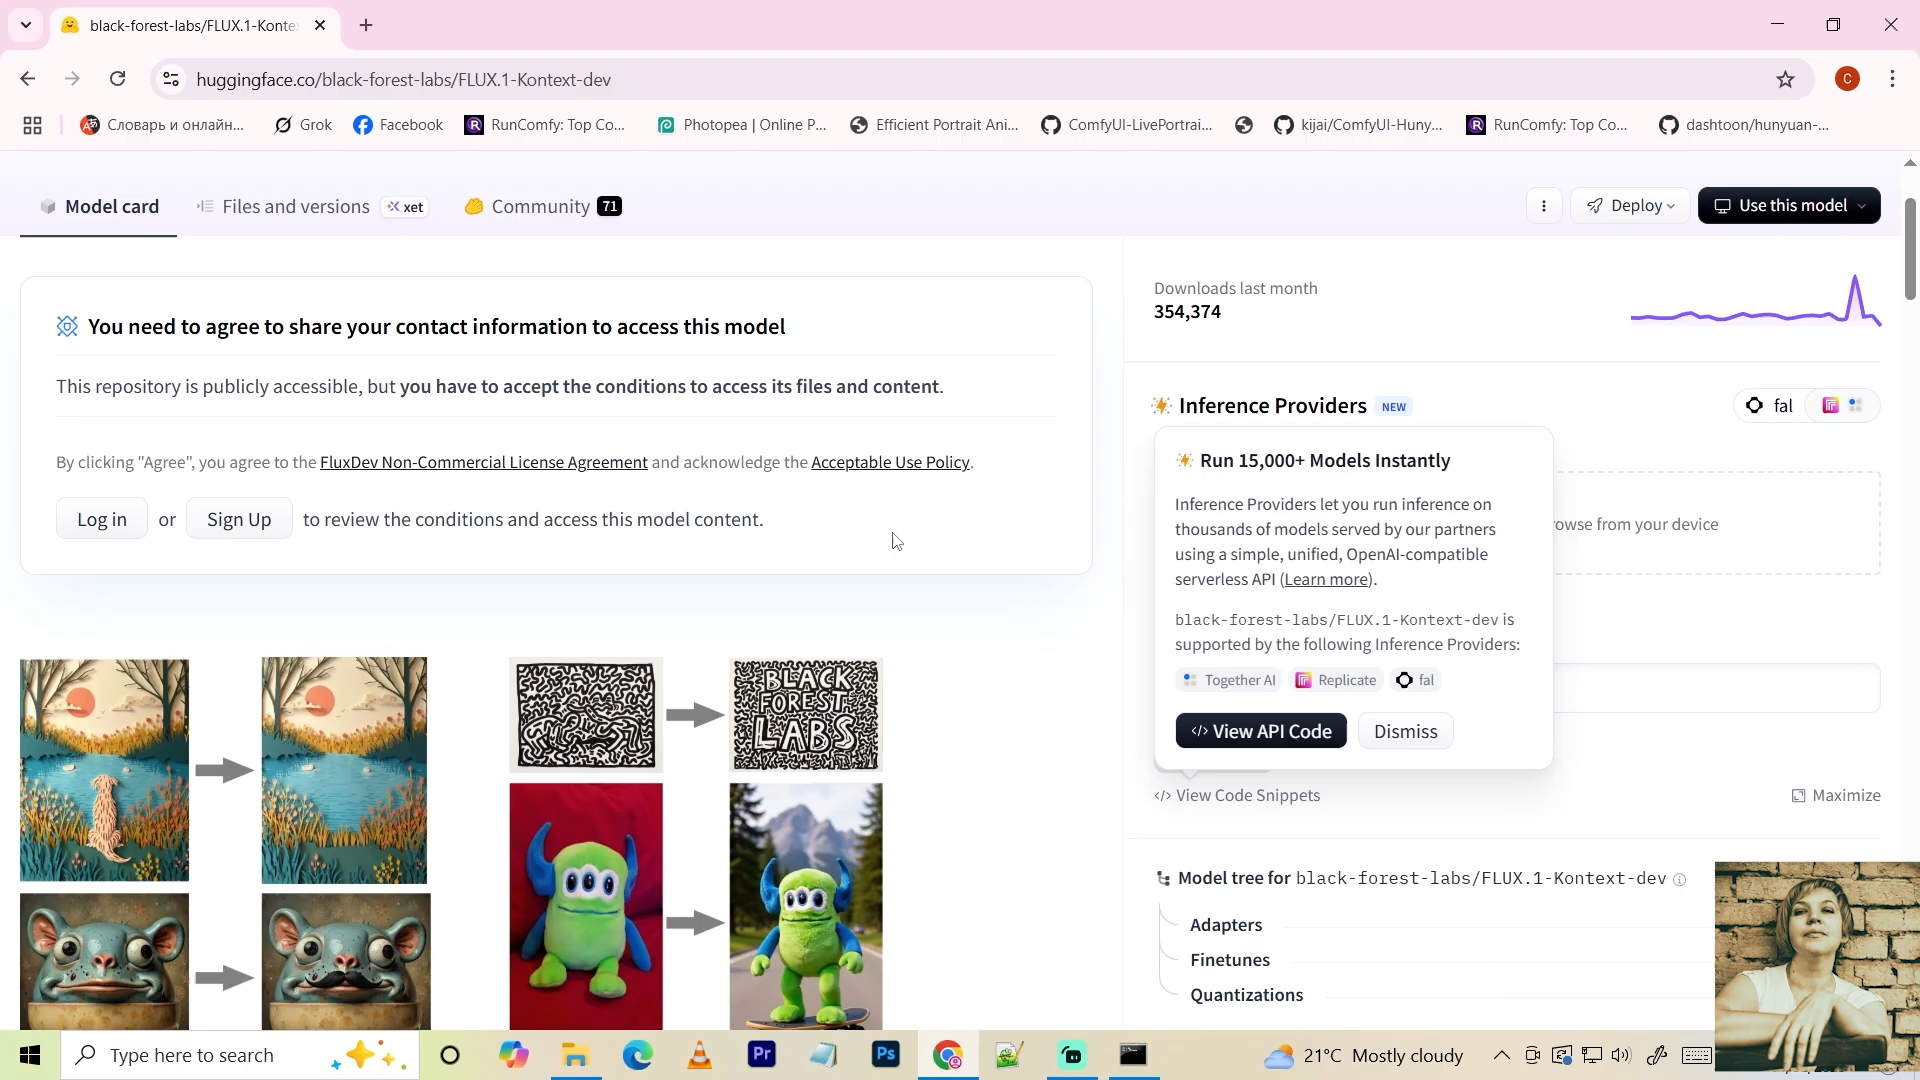 black-forest-labs/FLUX.1-Konte
huggingface.co/black-forest-labs/FLUX.1-Kontext-dev
C
Словарь и онлайн...
Grok
Facebook
RunComfy: Top Co...
Photopea | Online P...
Efficient Portrait Ani...
ComfyUI-LivePortrai...
kijai/ComfyUI-Huny...
RunComfy: Top Co...
dashtoon/hunyuan-...
Model card
Files and versions
xet
Community 71
Deploy
Use this model
You need to agree to share your contact information to access this model
This repository is publicly accessible, but you have to accept the conditions to access its files and content.
By clicking "Agree", you agree to the FluxDev Non-Commercial License Agreement and acknowledge the Acceptable Use Policy.
Log in or Sign Up to review the conditions and access this model content.
BLACK
FOREST
LABS
Downloads last month
354,374
Inference Providers NEW
fal
Run 15,000+ Models Instantly
Inference Providers let you run inference on
thousands of models served by our partners
using a simple, unified, OpenAI-compatible
serverless API (Learn more).
black-forest-labs/FLUX.1-Kontext-dev is
supported by the following Inference Providers:
Together AI
Replicate
fal
View API Code
Dismiss
from your device
View Code Snippets
Maximize
Model tree for black-forest-labs/FLUX.1-Kontext-dev
Adapters
Finetunes
Quantizations
Type here to search
Pr
Ps
21°C Mostly cloudy